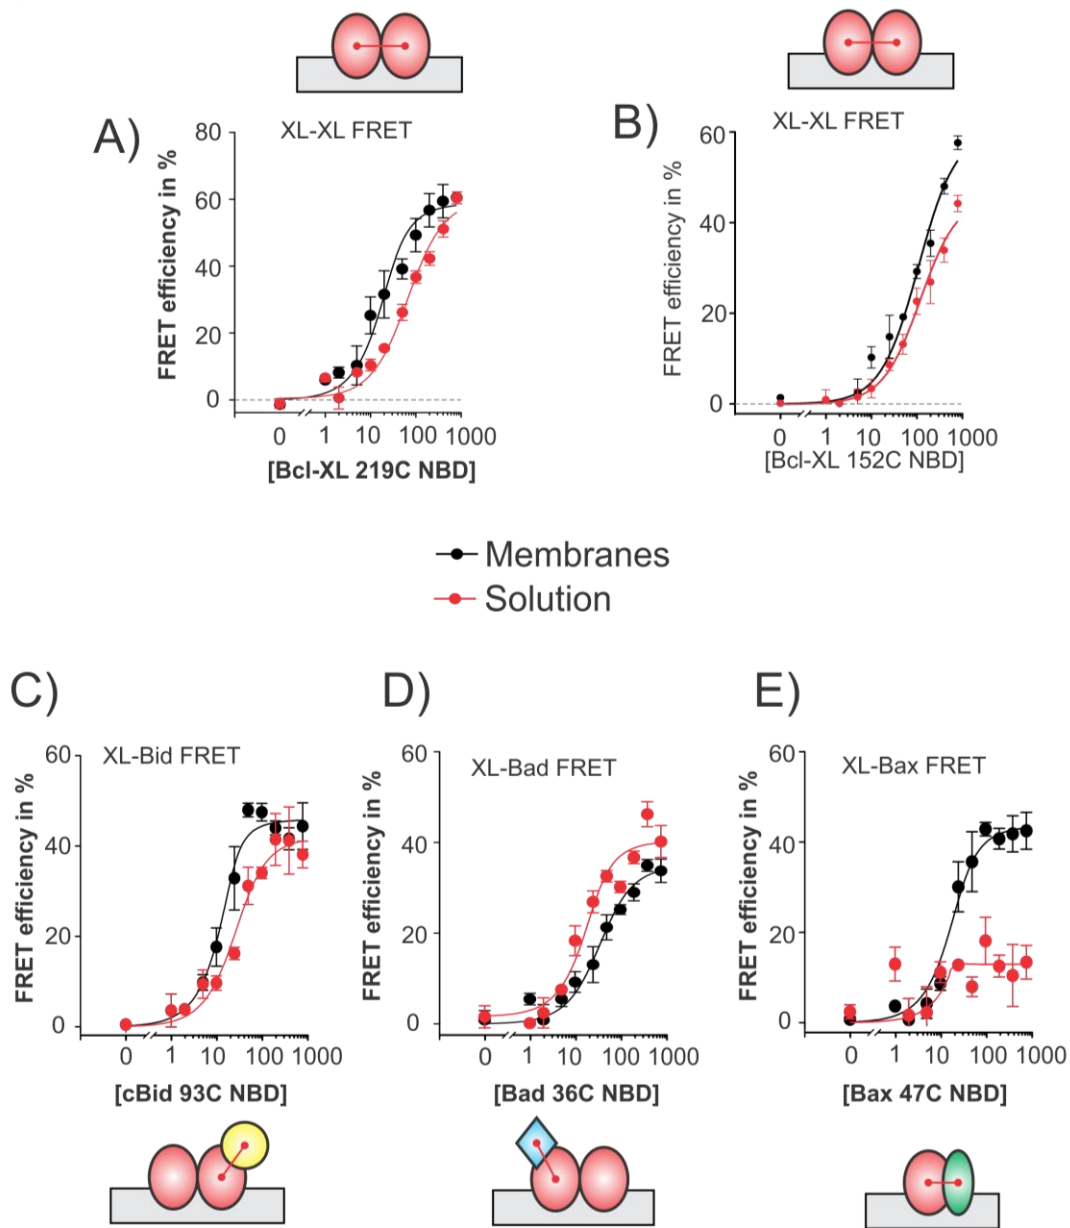 A)
XL-XL FRET
FRET efficiency in %
80
60
40
20
0
0 1 10 100 1000
[Bcl-XL 219C NBD]
B)
XL-XL FRET
FRET efficiency in %
60
40
20
0
0 1 10 100 1000
[Bcl-XL 152C NBD]
Membranes
Solution
C)
XL-Bid FRET
FRET efficiency in %
60
40
20
0
0 1 10 100 1000
[cBid 93C NBD]
D)
XL-Bad FRET
FRET efficiency in %
60
40
20
0
0 1 10 100 1000
[Bad 36C NBD]
E)
XL-Bax FRET
FRET efficiency in %
60
40
20
0
0 1 10 100 1000
[Bax 47C NBD]